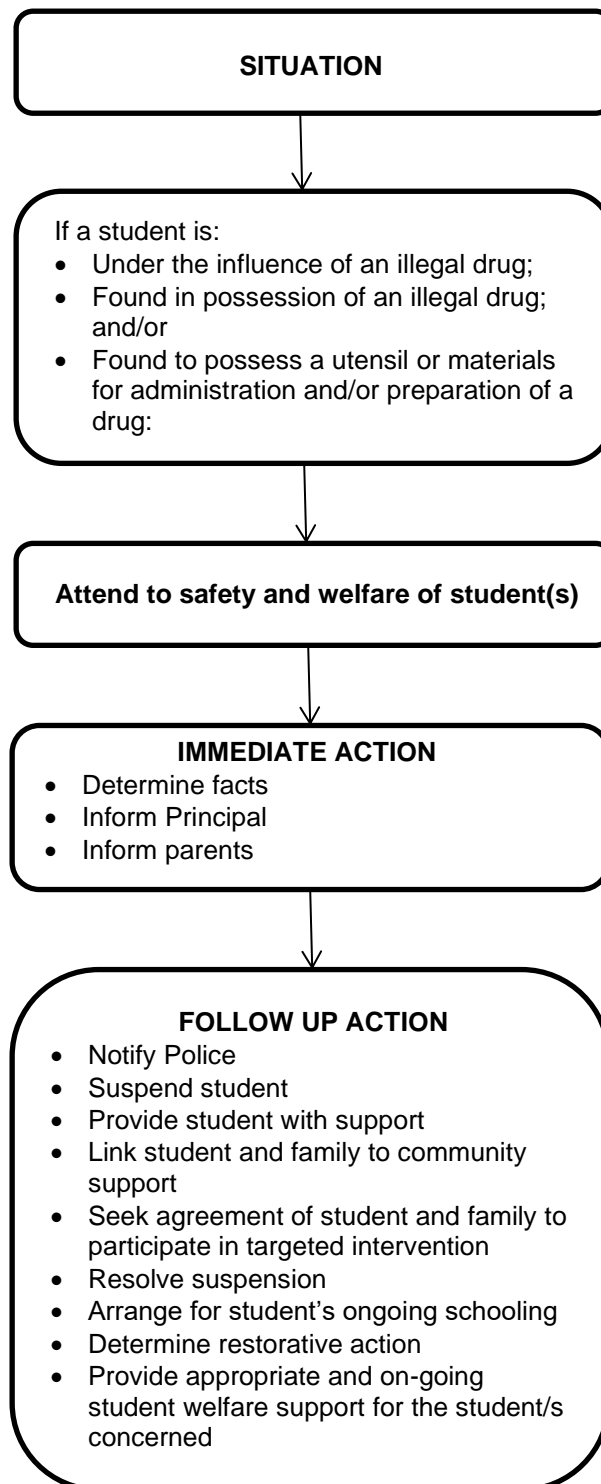 SITUATION
If a student is:
• Under the influence of an illegal drug;
• Found in possession of an illegal drug;
and/or
• Found to possess a utensil or materials
for administration and/or preparation of a
drug:
Attend to safety and welfare of student(s)
IMMEDIATE ACTION
• Determine facts
• Inform Principal
• Inform parents
FOLLOW UP ACTION
• Notify Police
• Suspend student
• Provide student with support
• Link student and family to community
support
• Seek agreement of student and family to
participate in targeted intervention
• Resolve suspension
• Arrange for student’s ongoing schooling
• Determine restorative action
• Provide appropriate and on-going
student welfare support for the student/s
concerned